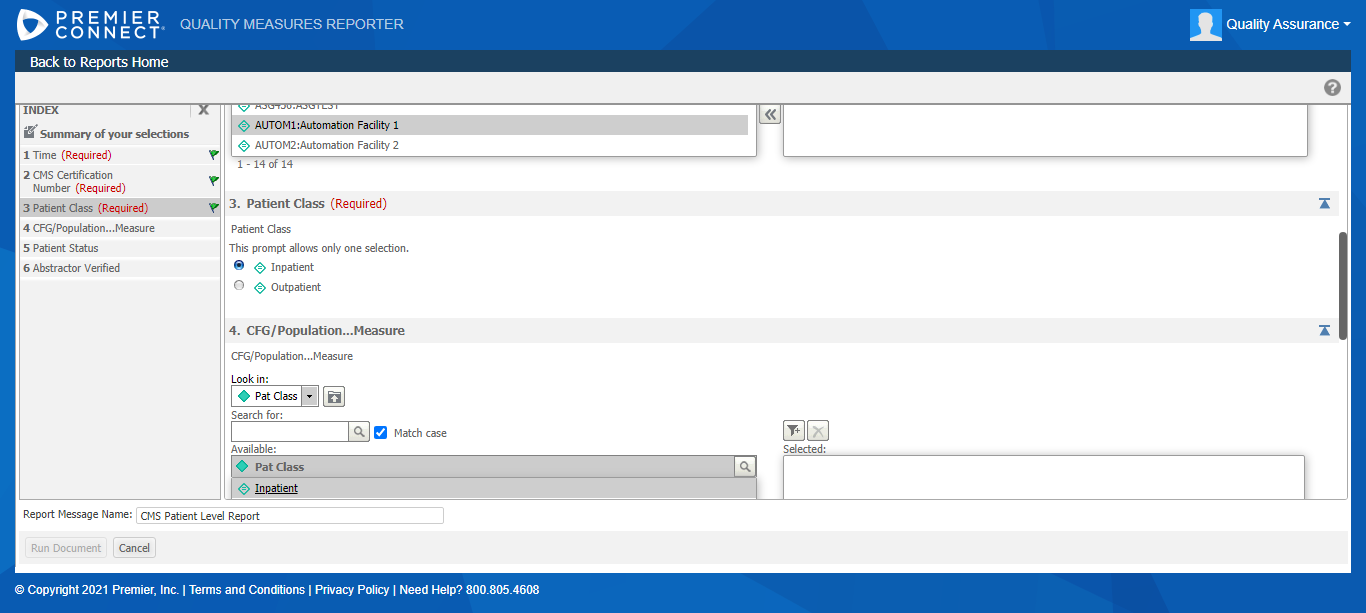 PREMIER
CONNECT
QUALITY MEASURES REPORTER
Quality Assurance
Back to Reports Home
INDEX
X
Summary of your selections
1 Time (Required)
2 CMS Certification
Number (Required)
3 Patient Class (Required)
4 CFG/Population...Measure
5 Patient Status
6 Abstractor Verified
ASG456:ASGTEST
AUTOM1:Automation Facility 1
AUTOM2:Automation Facility 2
1 - 14 of 14
3. Patient Class (Required)
Patient Class
This prompt allows only one selection.
Inpatient
Outpatient
4. CFG/Population...Measure
CFG/Population...Measure
Look in:
Pat Class
Search for:
Match case
Available:
Selected:
Pat Class
Inpatient
Report Message Name: CMS Patient Level Report
Run Document Cancel
© Copyright 2021 Premier, Inc. | Terms and Conditions | Privacy Policy | Need Help? 800.805.4608